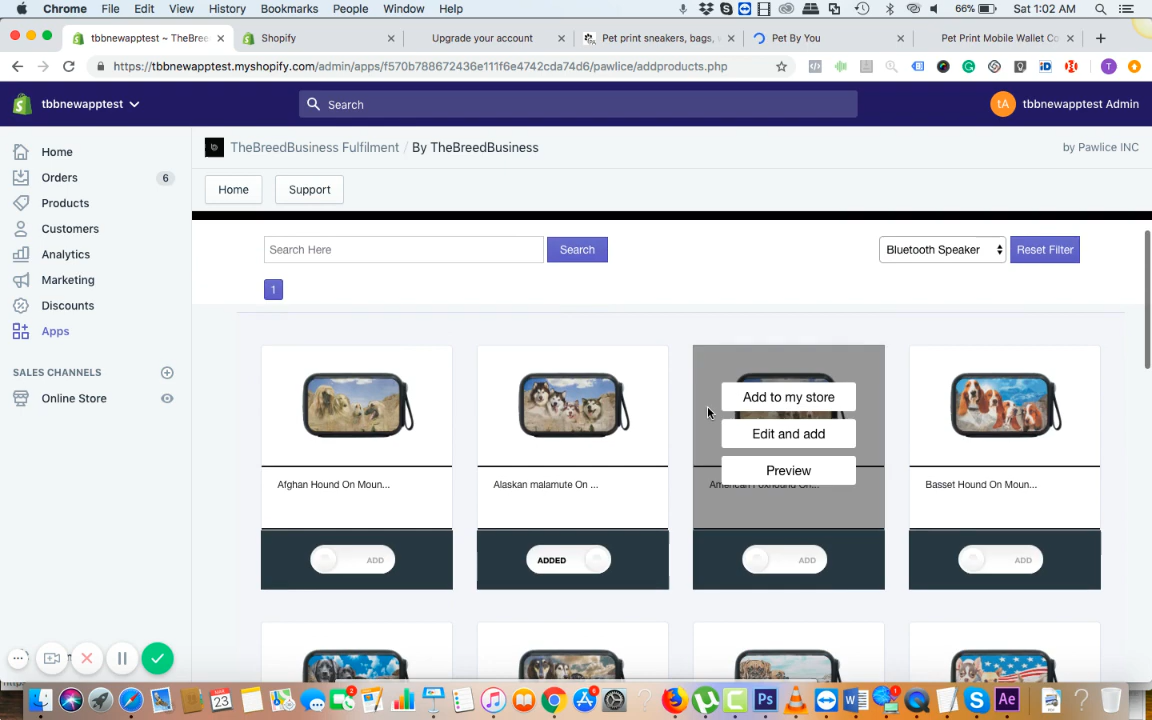 Chrome File Edit View History Bookmarks People Window Help 66% Sat 1:02 AM
tbbnewapptest ~ TheBree Shopify Upgrade your account Pet print sneakers, bags, Pet By You Pet Print Mobile Wallet Co
https://tbbnewapptest.myshopify.com/admin/apps/f570b788672436e111f6e4742cda74d6/pawlice/addproducts.php
tbbnewapptest Search tA tbbnewapptest Admin
Home
TheBreedBusiness Fulfilment / By TheBreedBusiness by Pawlice INC
Orders 6
Home Support
Products
Customers
Analytics
Marketing
Discounts
Apps
SALES CHANNELS
Online Store
Search Here Search Bluetooth Speaker Reset Filter
1
Add to my store
Edit and add
Preview
Afghan Hound On Moun... Alaskan malamute On ... American Foxhound On... Basset Hound On Moun...
ADD ADDED ADD ADD